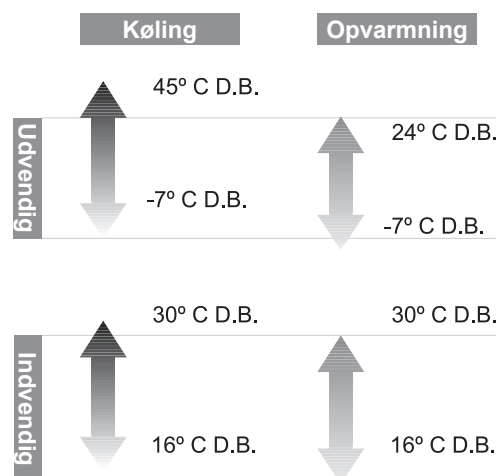 Køling Opvarmning
45º C D.B.
24º C D.B.
Udvendig
-7º C D.B.
-7º C D.B.
30º C D.B. 30º C D.B.
Indvendig
16º C D.B. 16º C D.B.